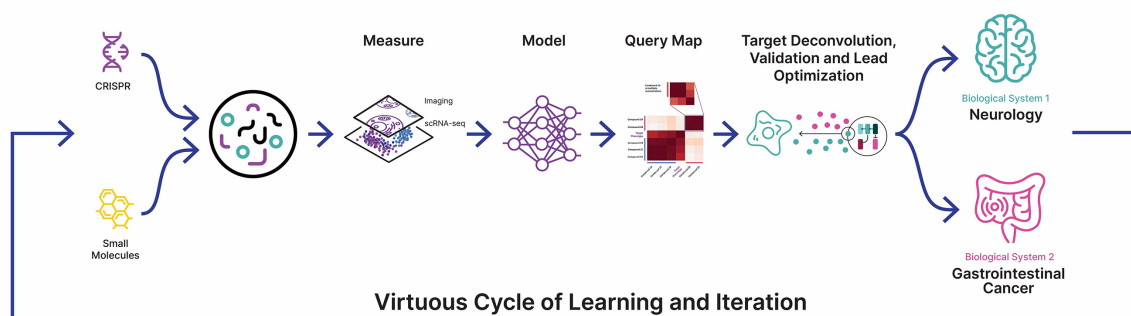 CRISPR
Small
Molecules
Measure
Imaging
scRNA-seq
Model
Query Map
Target Deconvolution,
Validation and Lead
Optimization
Biological System 1
Neurology
Biological System 2
Gastrointestinal
Cancer
Virtuous Cycle of Learning and Iteration